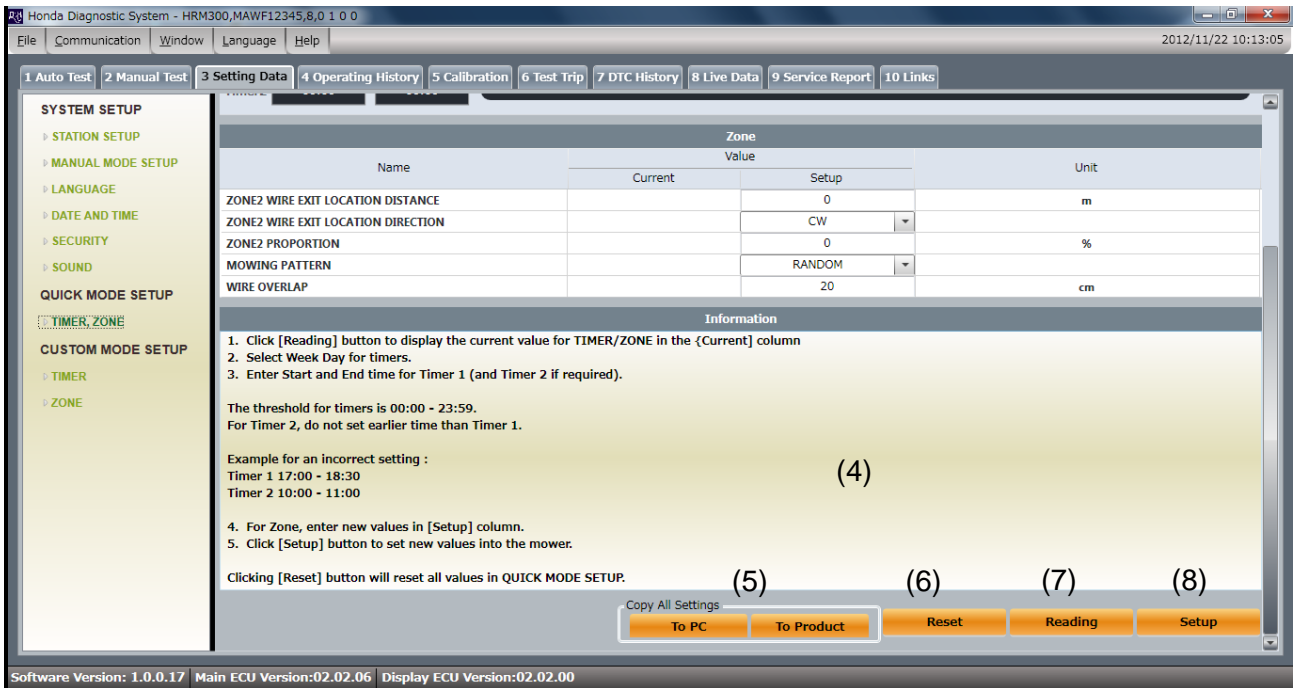 Honda Diagnostic System - HRM300,MAWF12345,8,0 1 0 0
File Communication Window Language Help 2012/11/22 10:13:05
1 Auto Test 2 Manual Test 3 Setting Data 4 Operating History 5 Calibration 6 Test Trip 7 DTC History 8 Live Data 9 Service Report 10 Links
SYSTEM SETUP
STATION SETUP
MANUAL MODE SETUP
LANGUAGE
DATE AND TIME
SECURITY
SOUND
QUICK MODE SETUP
TIMER, ZONE
CUSTOM MODE SETUP
TIMER
ZONE
Zone
Name Value Unit
Current Setup
ZONE2 WIRE EXIT LOCATION DISTANCE 0 m
ZONE2 WIRE EXIT LOCATION DIRECTION CW
ZONE2 PROPORTION 0 %
MOWING PATTERN RANDOM
WIRE OVERLAP 20 cm
Information
1. Click [Reading] button to display the current value for TIMER/ZONE in the {Current] column
2. Select Week Day for timers.
3. Enter Start and End time for Timer 1 (and Timer 2 if required).
The threshold for timers is 00:00 - 23:59.
For Timer 2, do not set earlier time than Timer 1.
Example for an incorrect setting :
Timer 1 17:00 - 18:30
Timer 2 10:00 - 11:00
(4)
4. For Zone, enter new values in [Setup] column.
5. Click [Setup] button to set new values into the mower.
Clicking [Reset] button will reset all values in QUICK MODE SETUP.
(5) (6) (7) (8)
Copy All Settings
To PC To Product Reset Reading Setup
Software Version: 1.0.0.17 Main ECU Version:02.02.06 Display ECU Version:02.02.00